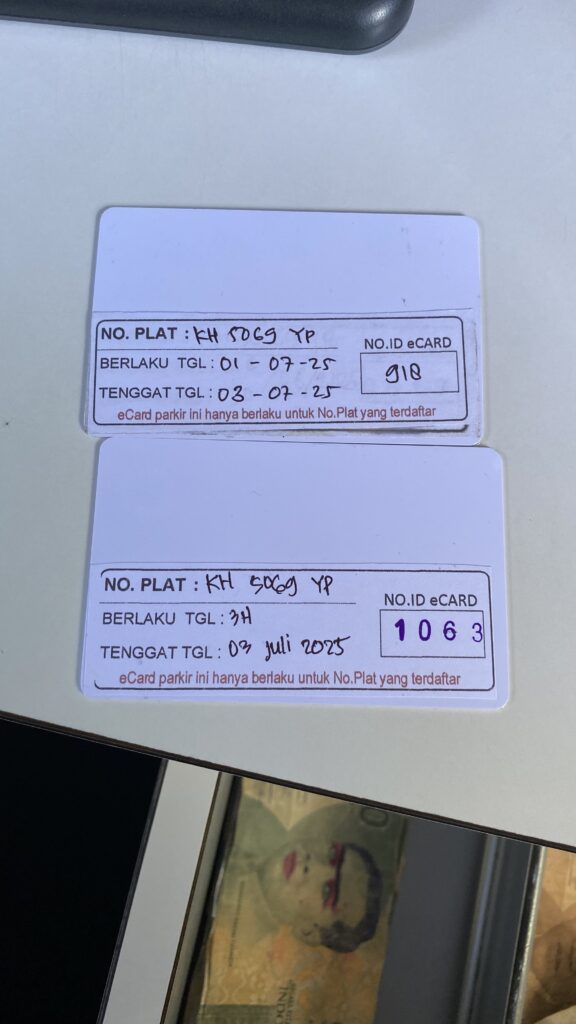 NO. PLAT : KH 5069 YP
BERLAKU TGL : 01 - 07 - 25
TENGGAT TGL : 03 - 07 - 25
NO.ID eCARD
918
eCard parkir ini hanya berlaku untuk No.Plat yang terdaftar
NO. PLAT : KH 5069 YP
BERLAKU TGL : 3H
TENGGAT TGL : 03 juli 2025
NO.ID eCARD
1063
eCard parkir ini hanya berlaku untuk No.Plat yang terdaftar